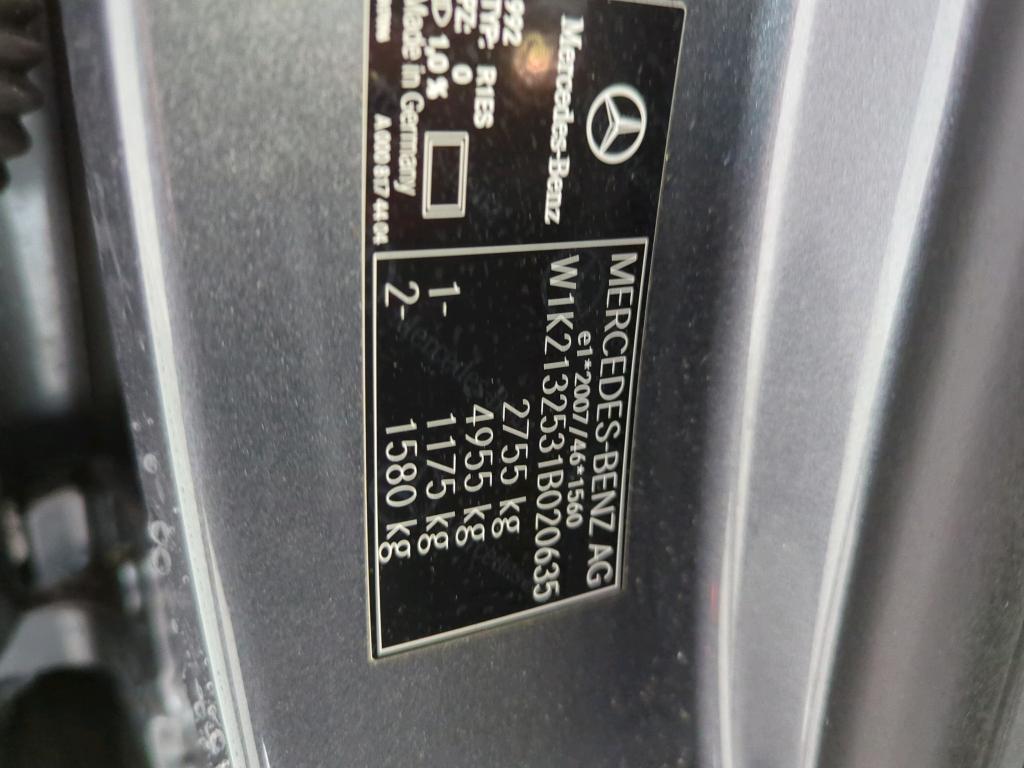 Mercedes-Benz
992
TYP: R1ES
PZ: 0
D 1,0 %
Made in Germany
A 000 817 44 04
MERCEDES-BENZ AG
e1*2007/46*1560
W1K2132531B020635
2755 kg
4955 kg
1- 1175 kg
2- 1580 kg